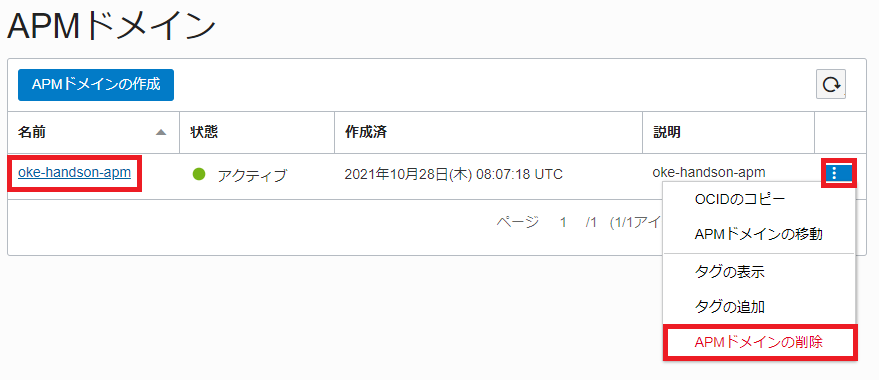 APMドメイン
APMドメインの作成
名前 状態 作成済 説明
oke-handson-apm アクティブ 2021年10月28日(木) 08:07:18 UTC oke-handson-apm
ページ 1 /1 (1/1アイ
OCIDのコピー
APMドメインの移動
タグの表示
タグの追加
APMドメインの削除